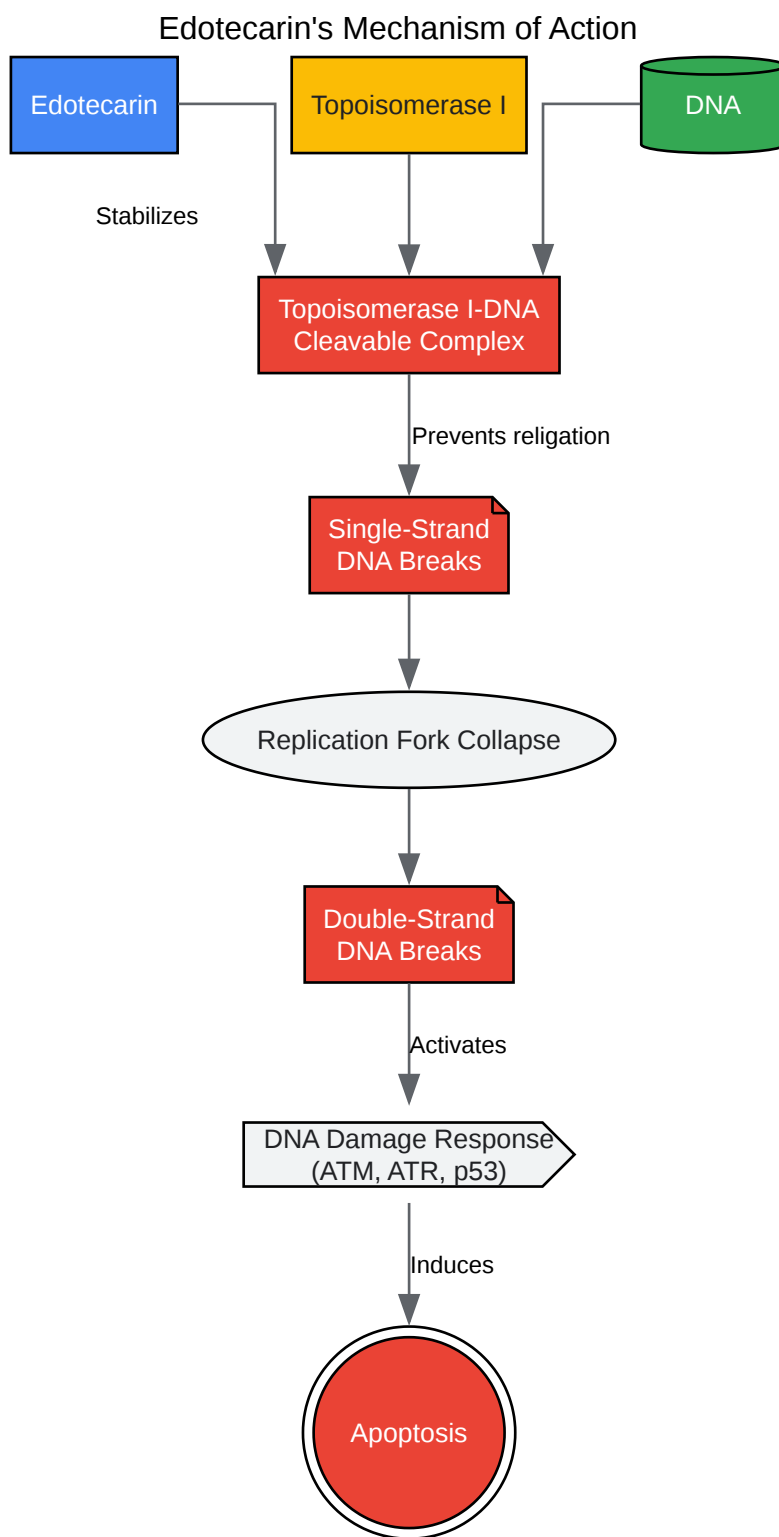 Edotecarin's Mechanism of Action
Edotecarin
Topoisomerase I
DNA
Stabilizes
Topoisomerase I-DNA
Cleavable Complex
Prevents religation
Single-Strand
DNA Breaks
Replication Fork Collapse
Double-Strand
DNA Breaks
Activates
DNA Damage Response
(ATM, ATR, p53)
Induces
Apoptosis